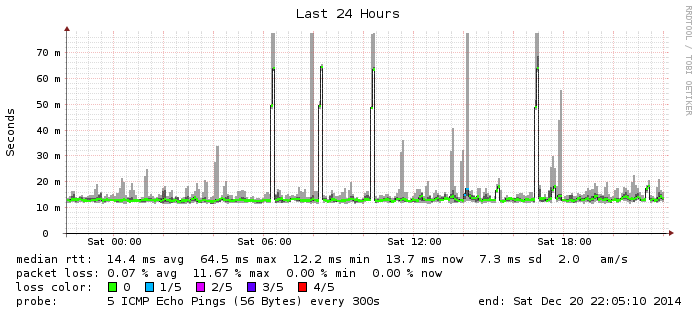 Last 24 Hours
RRDTOOL / TOBI OETIKER
Seconds
70 m
60 m
50 m
40 m
30 m
20 m
10 m
0
Sat 00:00 Sat 06:00 Sat 12:00 Sat 18:00
median rtt: 14.4 ms avg 64.5 ms max 12.2 ms min 13.7 ms now 7.3 ms sd 2.0 am/s
packet loss: 0.07 % avg 11.67 % max 0.00 % min 0.00 % now
loss color: 0 1/5 2/5 3/5 4/5
probe: 5 ICMP Echo Pings (56 Bytes) every 300s end: Sat Dec 20 22:05:10 2014